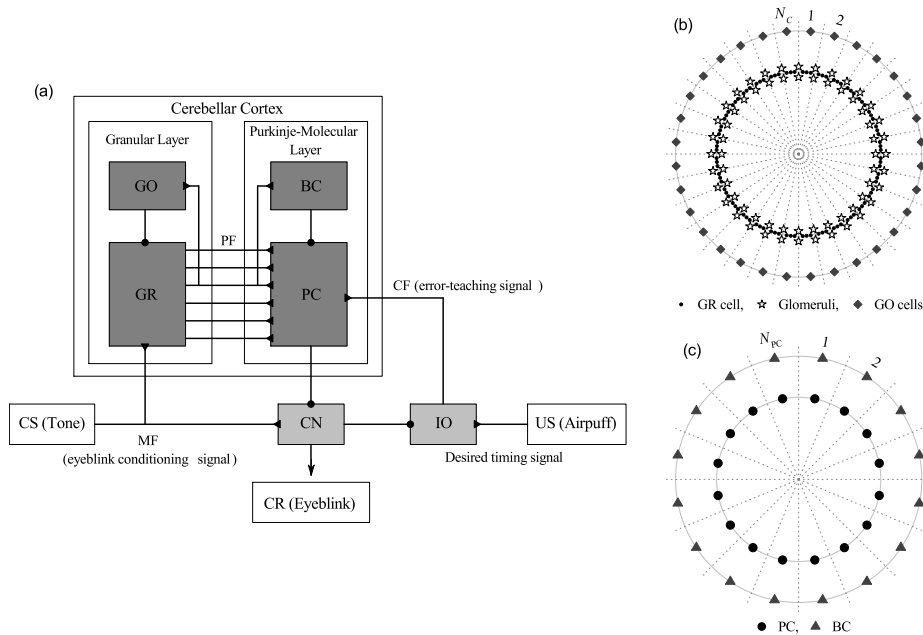 (a)
Cerebellar Cortex
Granular Layer
Purkinje-Molecular
Layer
GO
BC
PF
GR
PC
CF (error-teaching signal )
CS (Tone)
CN
IO
US (Airpuff)
MF
(eyeblink conditioning signal)
Desired timing signal
CR (Eyeblink)
(b)
N_C 1 2
GR cell, Glomeruli, GO cells
(c)
N_PC 1 2
PC, BC